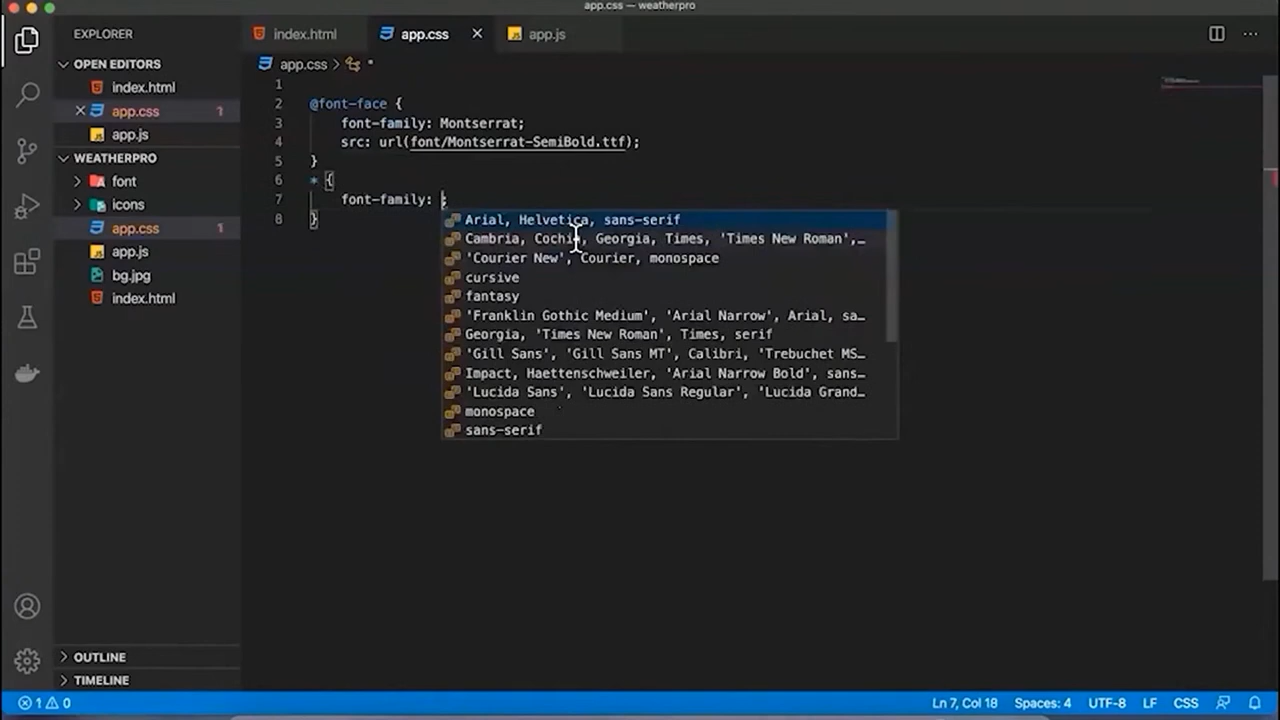 app.css — weatherpro
EXPLORER
index.html
app.css
app.js
OPEN EDITORS
index.html
app.css 1
app.js
WEATHERPRO
font
icons
app.css 1
app.js
bg.jpg
index.html
OUTLINE
TIMELINE
app.css > *
1
2 @font-face {
3 font-family: Montserrat;
4 src: url(font/Montserrat-SemiBold.ttf);
5 }
6 * {
7 font-family: ;
8 }
Arial, Helvetica, sans-serif
Cambria, Cochin, Georgia, Times, 'Times New Roman',…
'Courier New', Courier, monospace
cursive
fantasy
'Franklin Gothic Medium', 'Arial Narrow', Arial, sa…
Georgia, 'Times New Roman', Times, serif
'Gill Sans', 'Gill Sans MT', Calibri, 'Trebuchet MS…
Impact, Haettenschweiler, 'Arial Narrow Bold', sans…
'Lucida Sans', 'Lucida Sans Regular', 'Lucida Grand…
monospace
sans-serif
1 0
Ln 7, Col 18 Spaces: 4 UTF-8 LF CSS